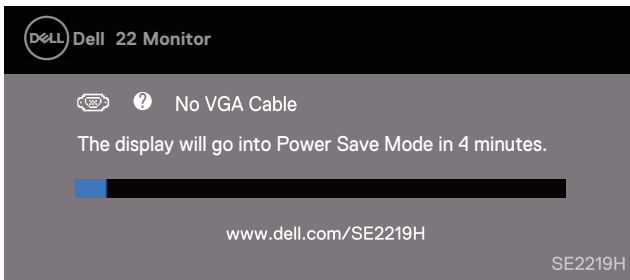 DELL Dell 22 Monitor
? No VGA Cable
The display will go into Power Save Mode in 4 minutes.
www.dell.com/SE2219H
SE2219H